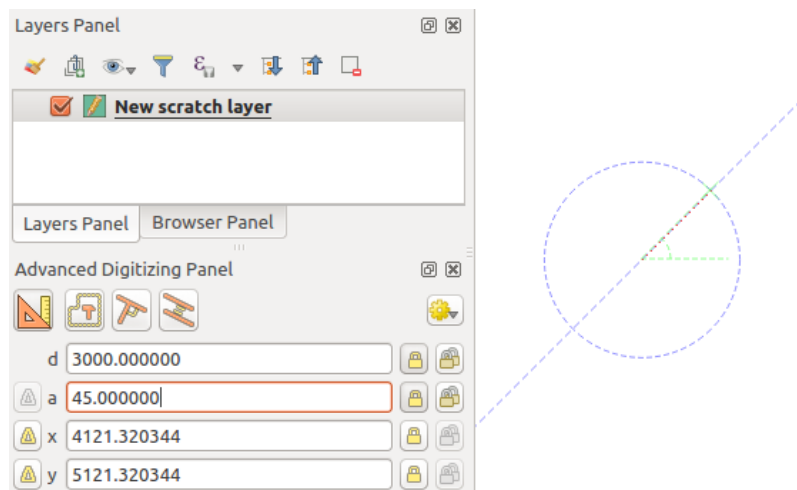 Layers Panel
New scratch layer
Layers Panel
Browser Panel
Advanced Digitizing Panel
d 3000.000000
a 45.000000
x 4121.320344
y 5121.320344